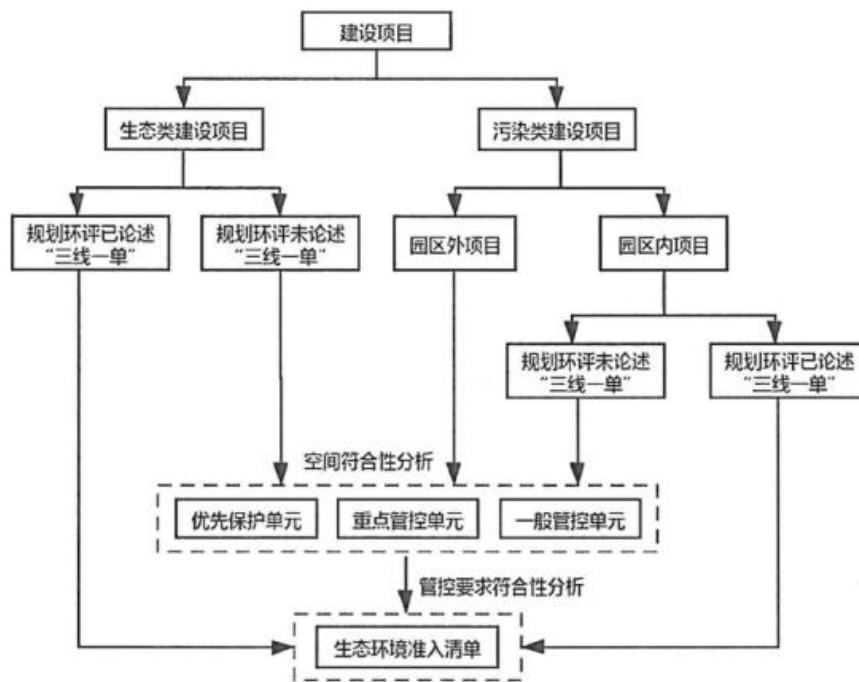 建设项目
生态类建设项目
污染类建设项目
规划环评已论述
“三线一单”
规划环评未论述
“三线一单”
园区外项目
园区内项目
规划环评未论述
“三线一单”
规划环评已论述
“三线一单”
空间符合性分析
优先保护单元
重点管控单元
一般管控单元
管控要求符合性分析
生态环境准入清单